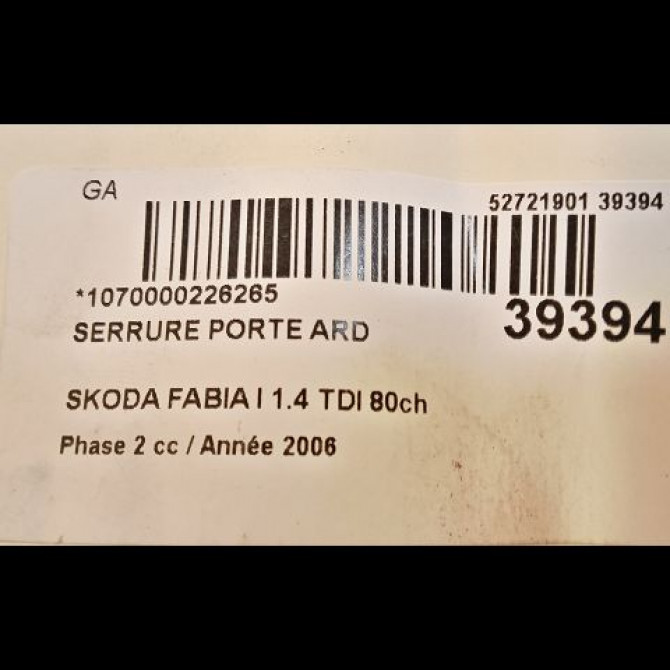 GA
52721901 39394
*1070000226265
39394
SERRURE PORTE ARD
SKODA FABIA I 1.4 TDI 80ch
Phase 2 cc / Année 2006